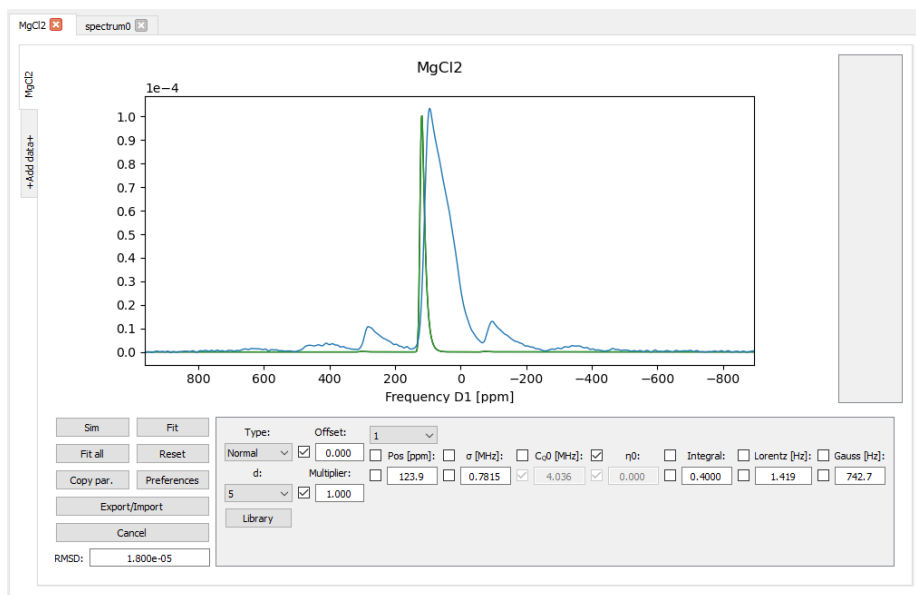 MgCl2 spectrum0
MgCl2
+Add data+
MgCl2
1e−4
1.0
0.9
0.8
0.7
0.6
0.5
0.4
0.3
0.2
0.1
0.0
800 600 400 200 0 −200 −400 −600 −800
Frequency D1 [ppm]
Sim Fit
Fit all Reset
Copy par. Preferences
Export/Import
Cancel
RMSD: 1.800e-05
Type: Offset: 1
Pos [ppm]: σ [MHz]: CQ0 [MHz]: η0: Integral: Lorentz [Hz]: Gauss [Hz]:
Normal 0.000
d: Multiplier: 123.9 0.7815 4.036 0.000 0.4000 1.419 742.7
5 1.000
Library